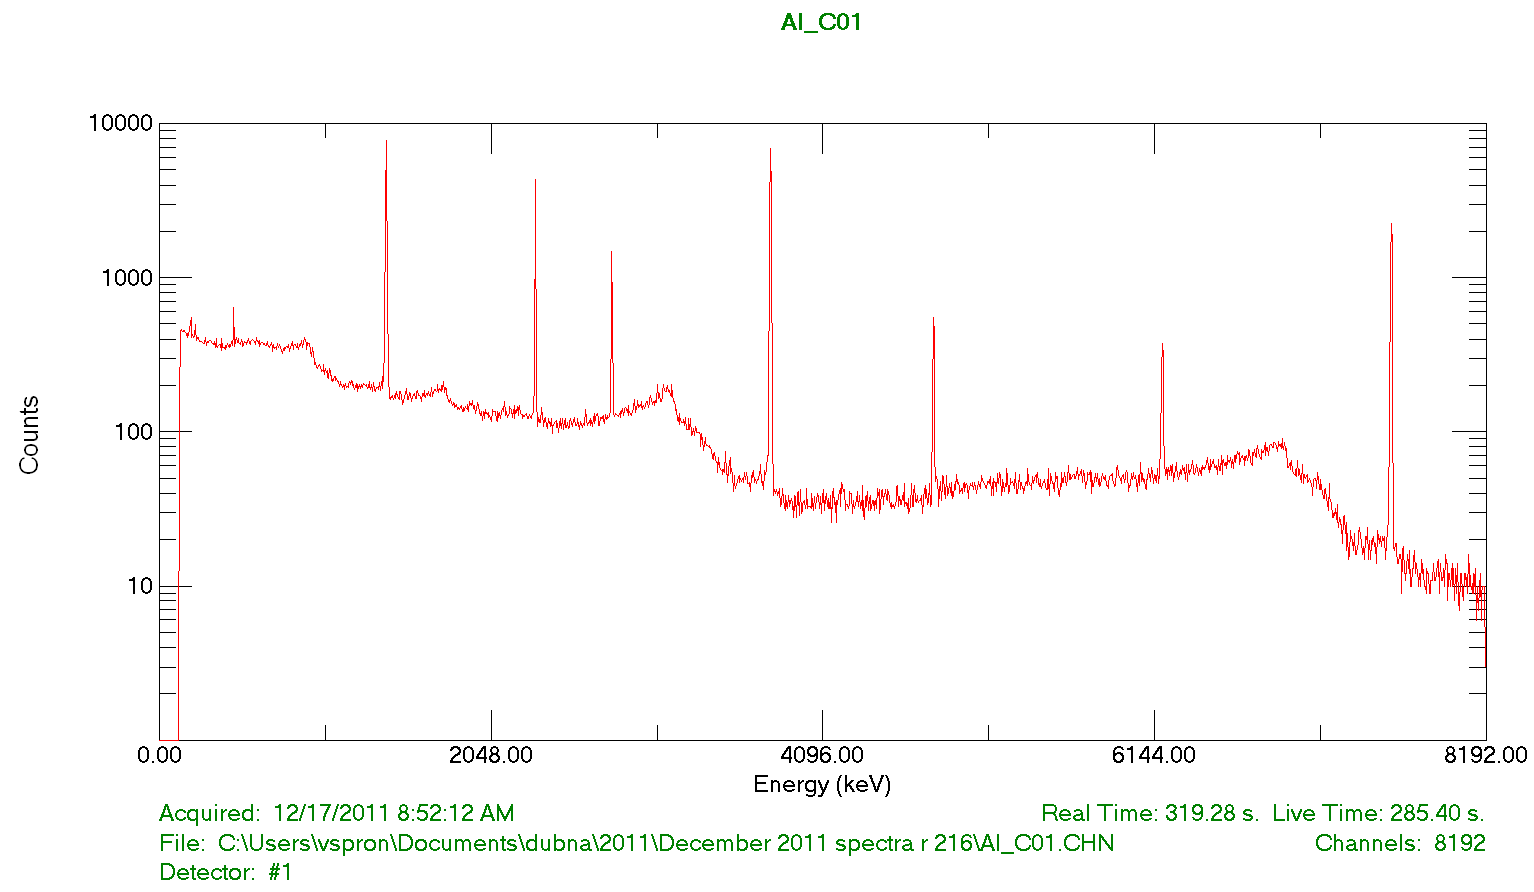 Al_C01
10000
1000
100
10
Counts
0.00 2048.00 4096.00 6144.00 8192.00
Energy (keV)
Acquired: 12/17/2011 8:52:12 AM Real Time: 319.28 s. Live Time: 285.40 s.
File: C:\Users\vspron\Documents\dubna\2011\December 2011 spectra r 216\Al_C01.CHN Channels: 8192
Detector: #1